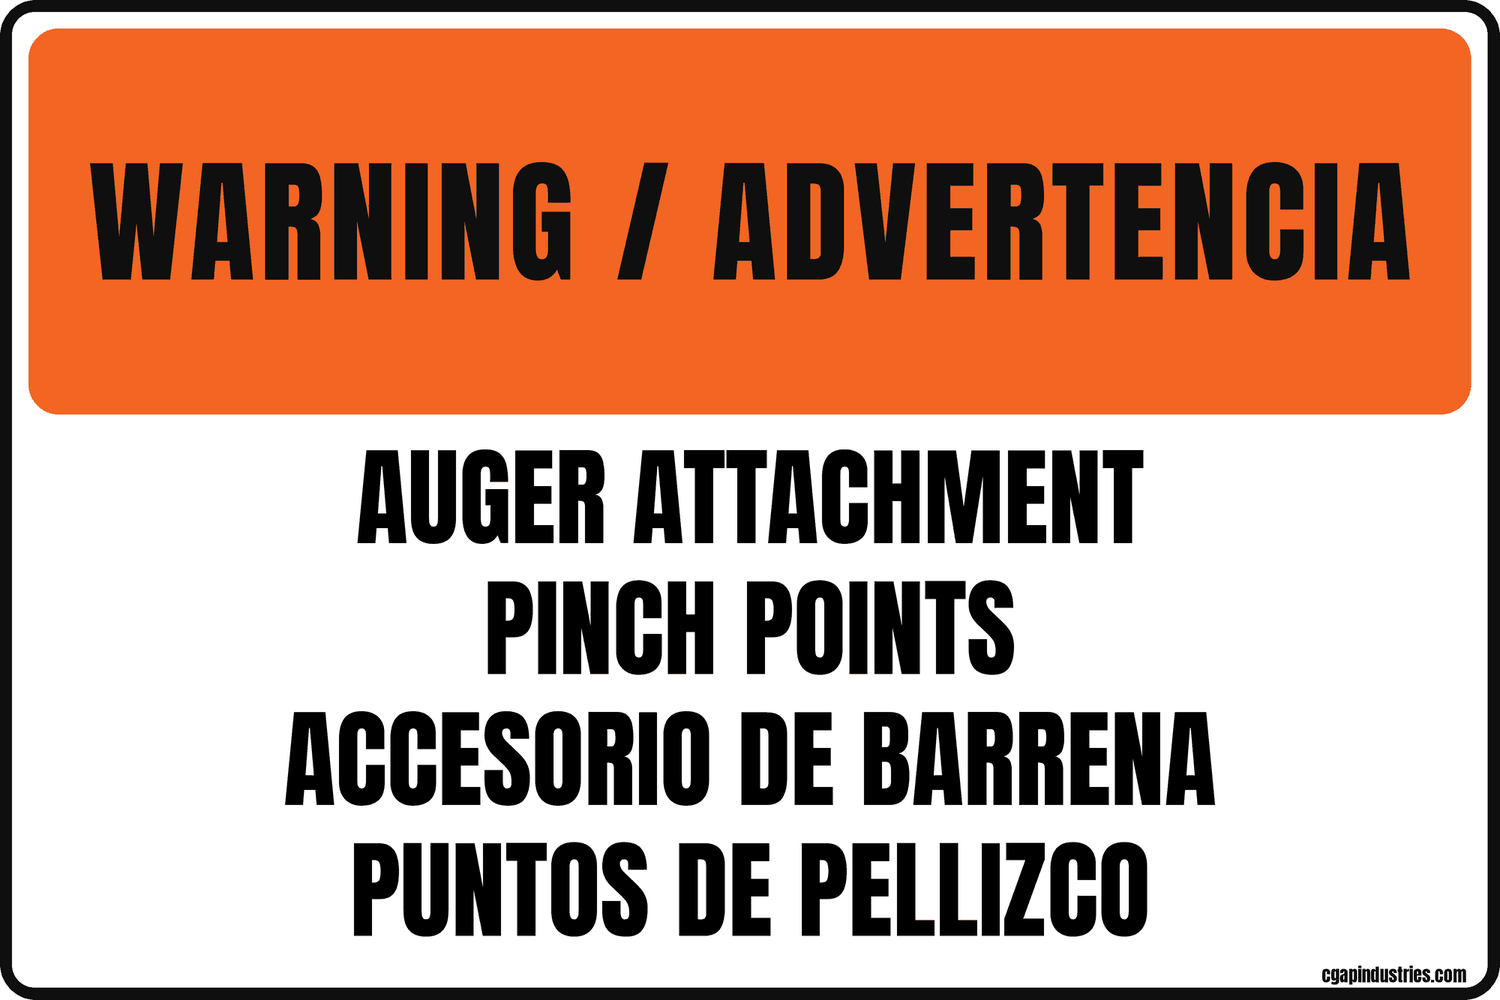 WARNING / ADVERTENCIA
AUGER ATTACHMENT
PINCH POINTS
ACCESORIO DE BARRENA
PUNTOS DE PELLIZCO
cgapindustries.com